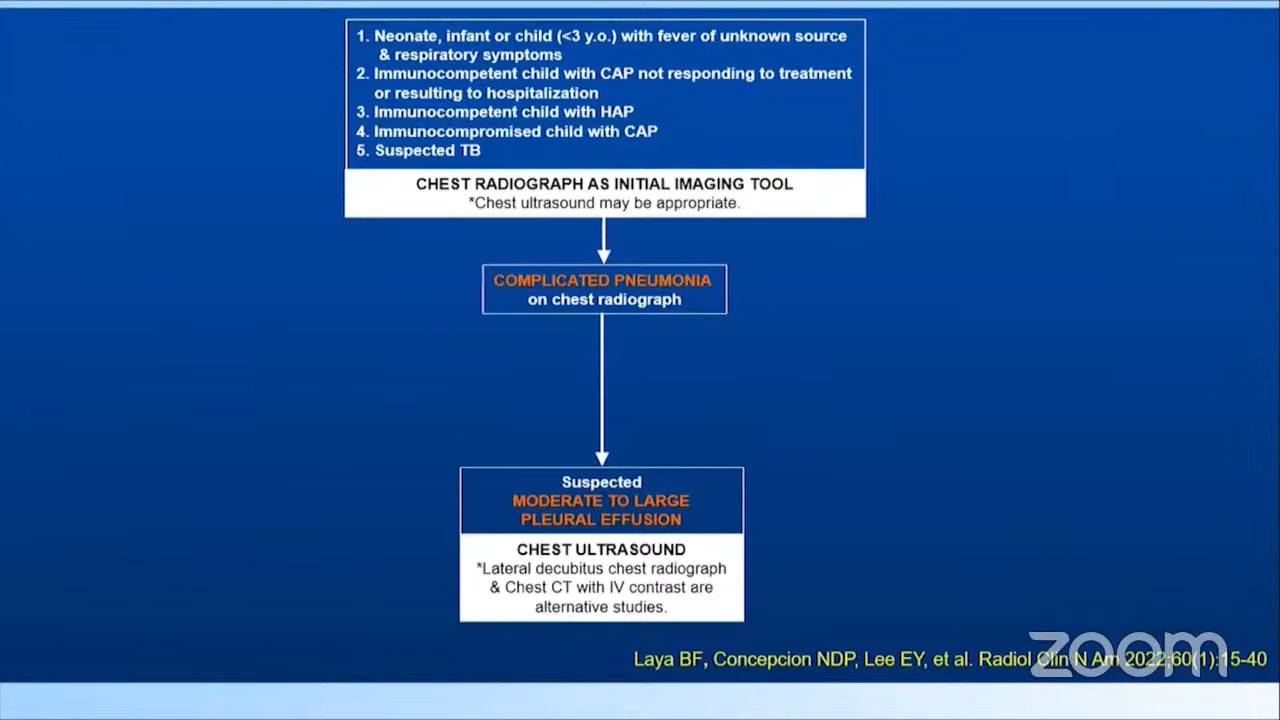 1. Neonate, infant or child (<3 y.o.) with fever of unknown source
& respiratory symptoms
2. Immunocompetent child with CAP not responding to treatment
or resulting to hospitalization
3. Immunocompetent child with HAP
4. Immunocompromised child with CAP
5. Suspected TB
CHEST RADIOGRAPH AS INITIAL IMAGING TOOL
*Chest ultrasound may be appropriate.
COMPLICATED PNEUMONIA
on chest radiograph
Suspected
MODERATE TO LARGE
PLEURAL EFFUSION
CHEST ULTRASOUND
*Lateral decubitus chest radiograph
& Chest CT with IV contrast are
alternative studies.
Laya BF, Concepcion NDP, Lee EY, et al. Radiol Clin N Am 2022;60(1):15-40
zoom